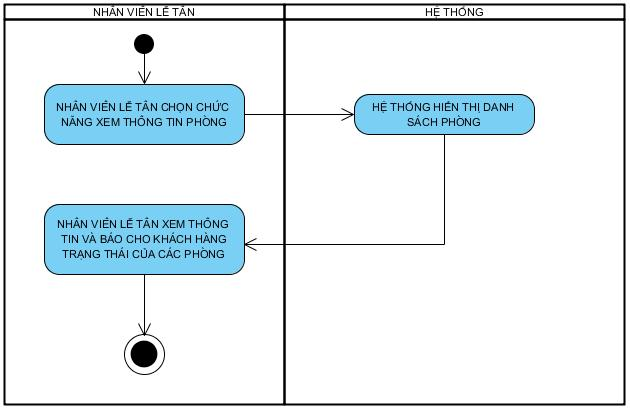 NHÂN VIÊN LỄ TÂN
HỆ THỐNG
NHÂN VIÊN LỄ TÂN CHỌN CHỨC
NĂNG XEM THÔNG TIN PHÒNG
HỆ THỐNG HIỂN THỊ DANH
SÁCH PHÒNG
NHÂN VIÊN LỄ TÂN XEM THÔNG
TIN VÀ BÁO CHO KHÁCH HÀNG
TRẠNG THÁI CỦA CÁC PHÒNG